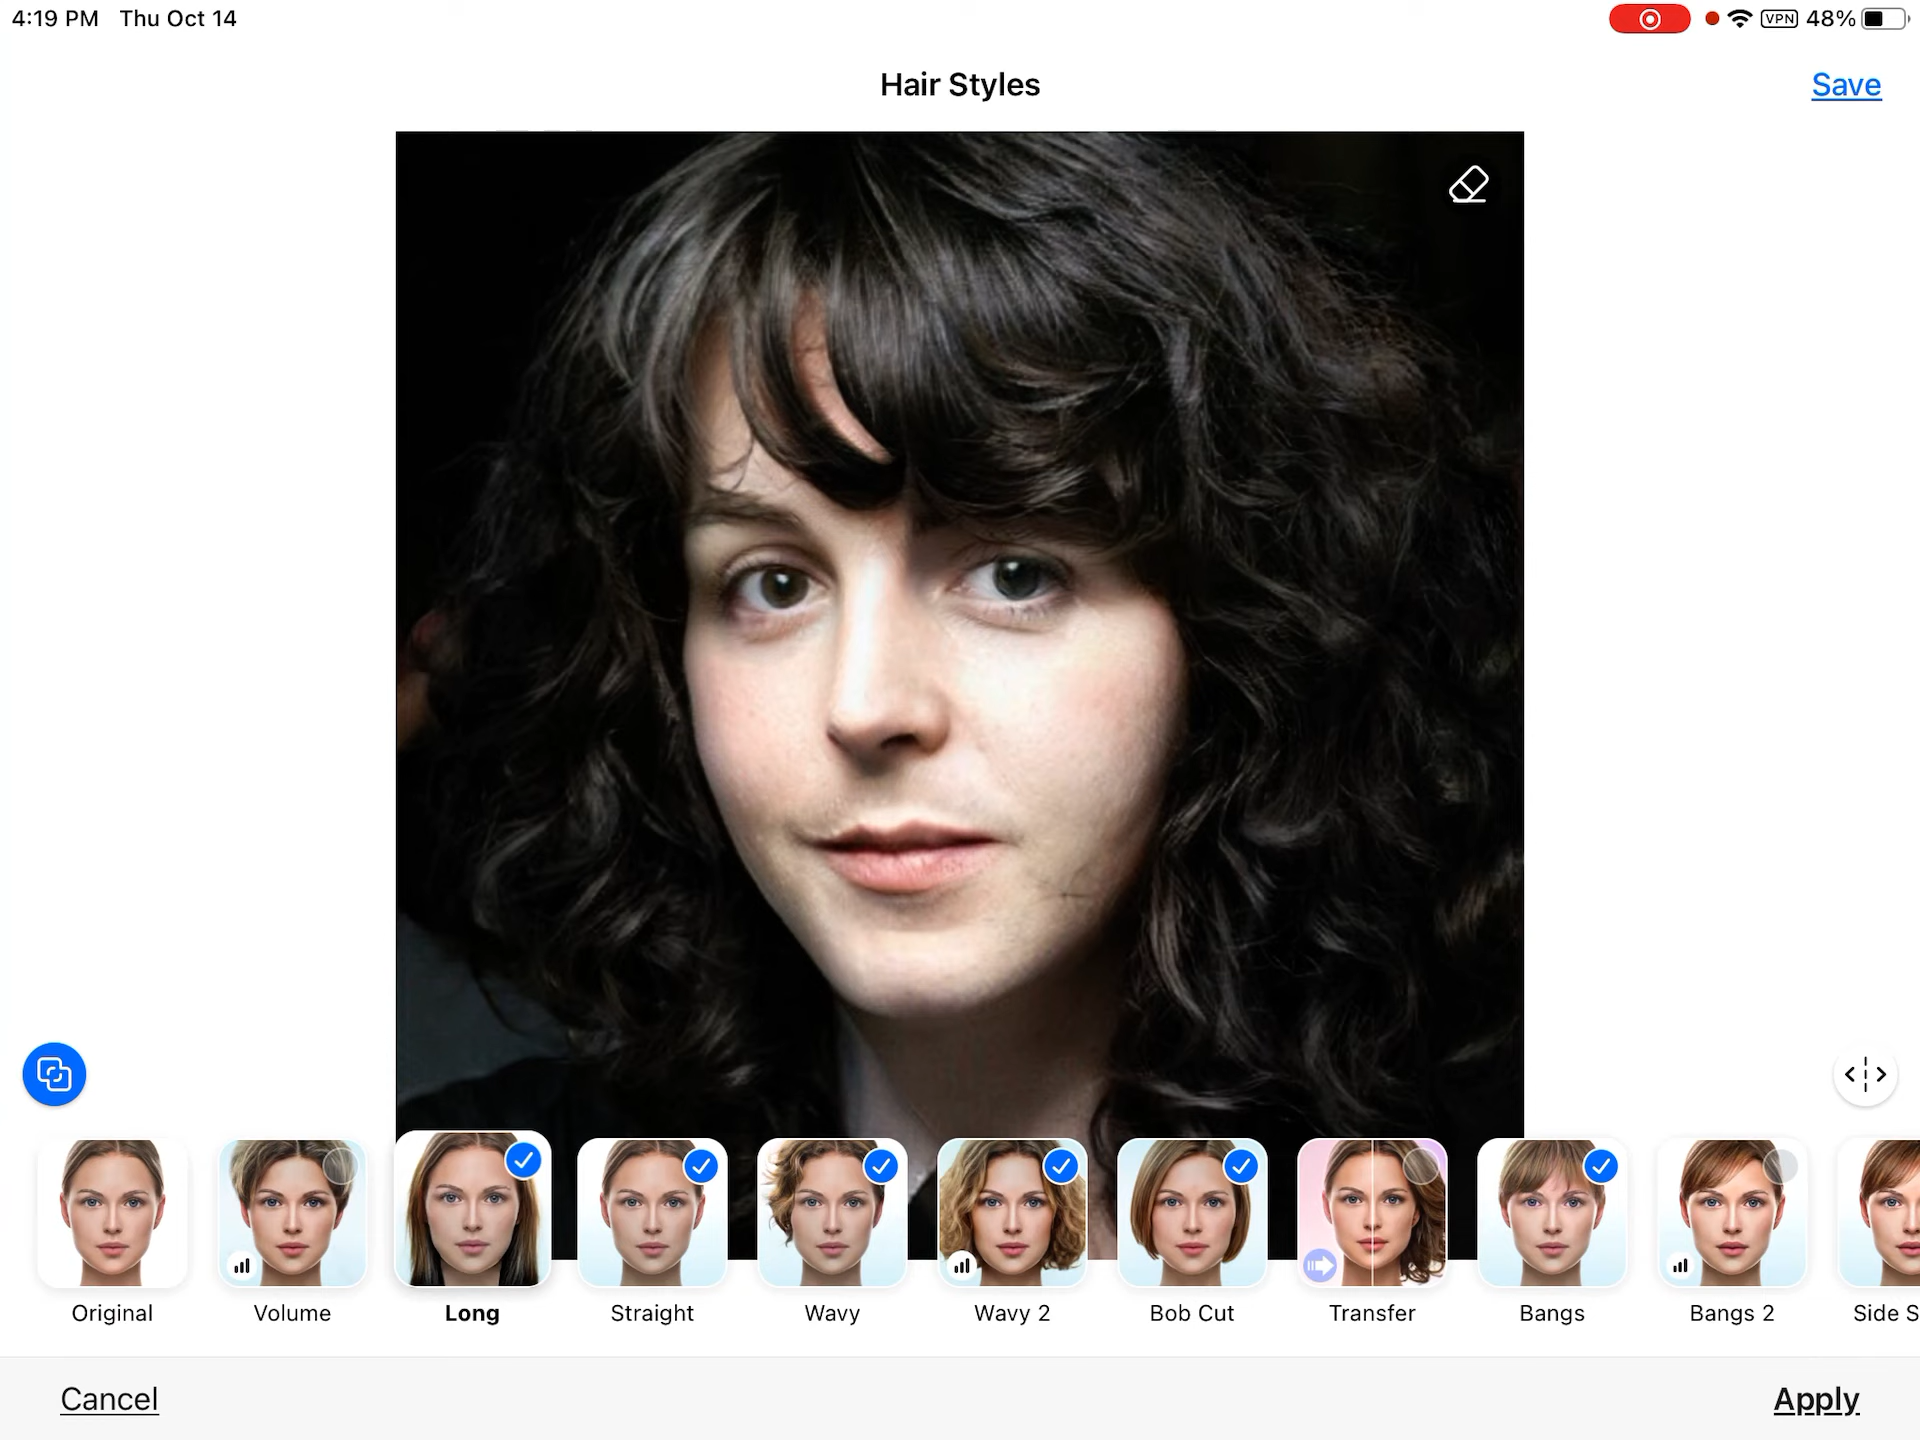 4:19 PM Thu Oct 14
VPN 48%
Hair Styles
Save
Original
Volume
Long
Straight
Wavy
Wavy 2
Bob Cut
Transfer
Bangs
Bangs 2
Side S
Cancel
Apply